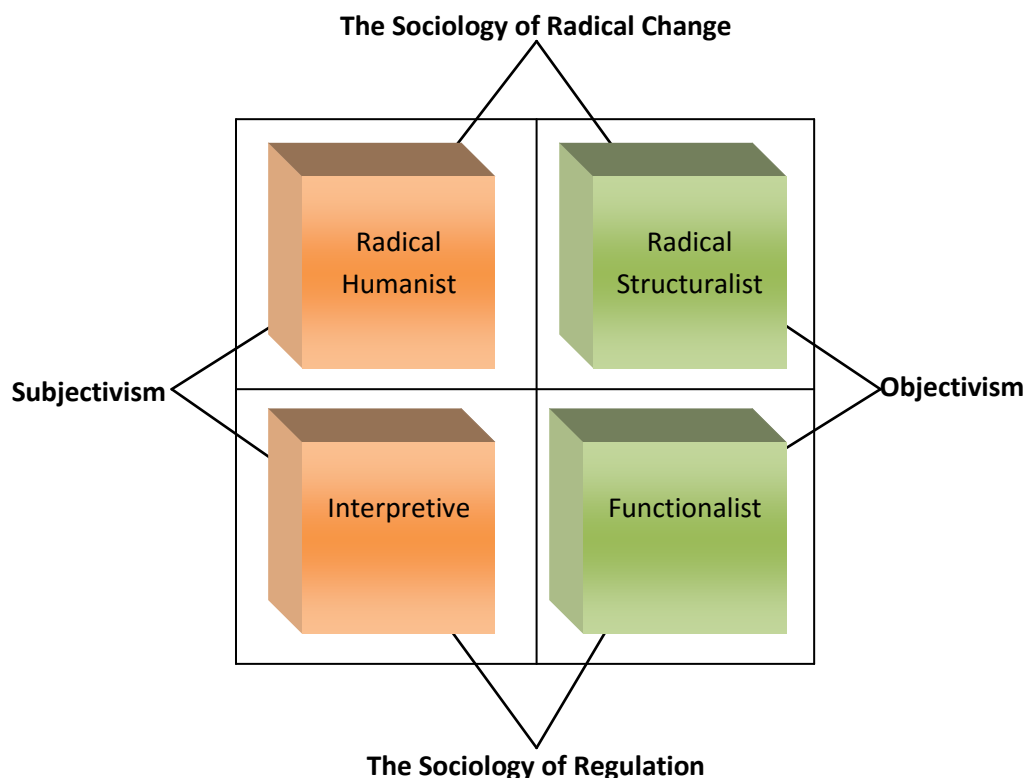 The Sociology of Radical Change
Radical
Humanist
Radical
Structuralist
Subjectivism
Objectivism
Interpretive
Functionalist
The Sociology of Regulation